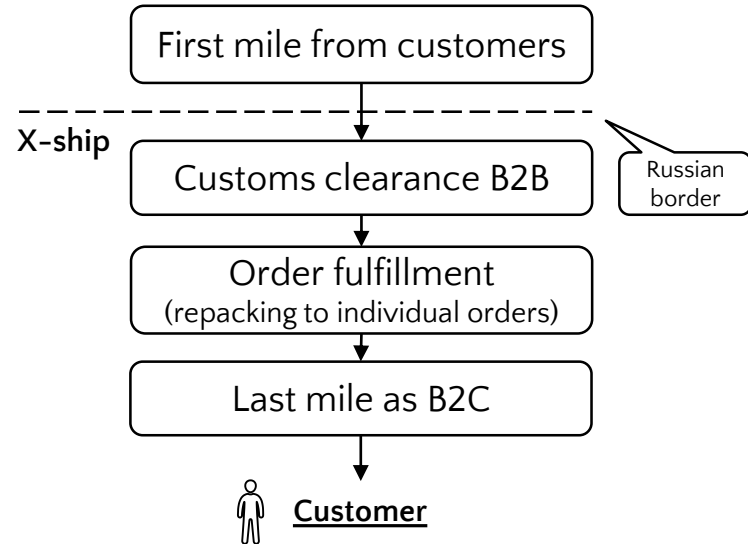 First mile from customers
X-ship
Russian
border
Customs clearance B2B
Order fulfillment
(repacking to individual orders)
Last mile as B2C
Customer